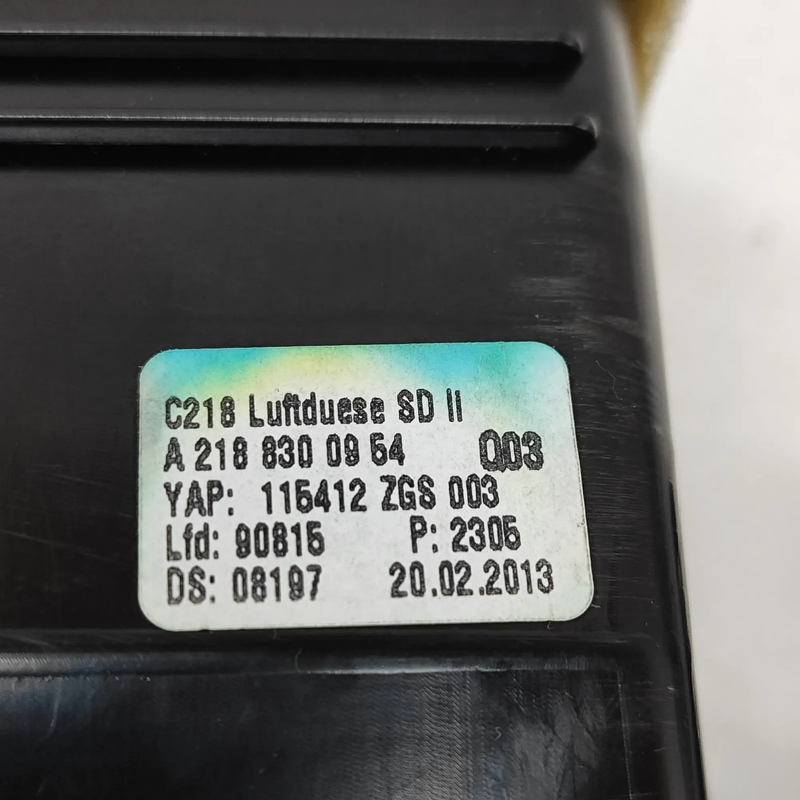 C218 Luftduese SD II
A 218 830 09 54 Q03
YAP: 115412 ZGS 003
Lfd: 90815 P: 2305
DS: 08197 20.02.2013